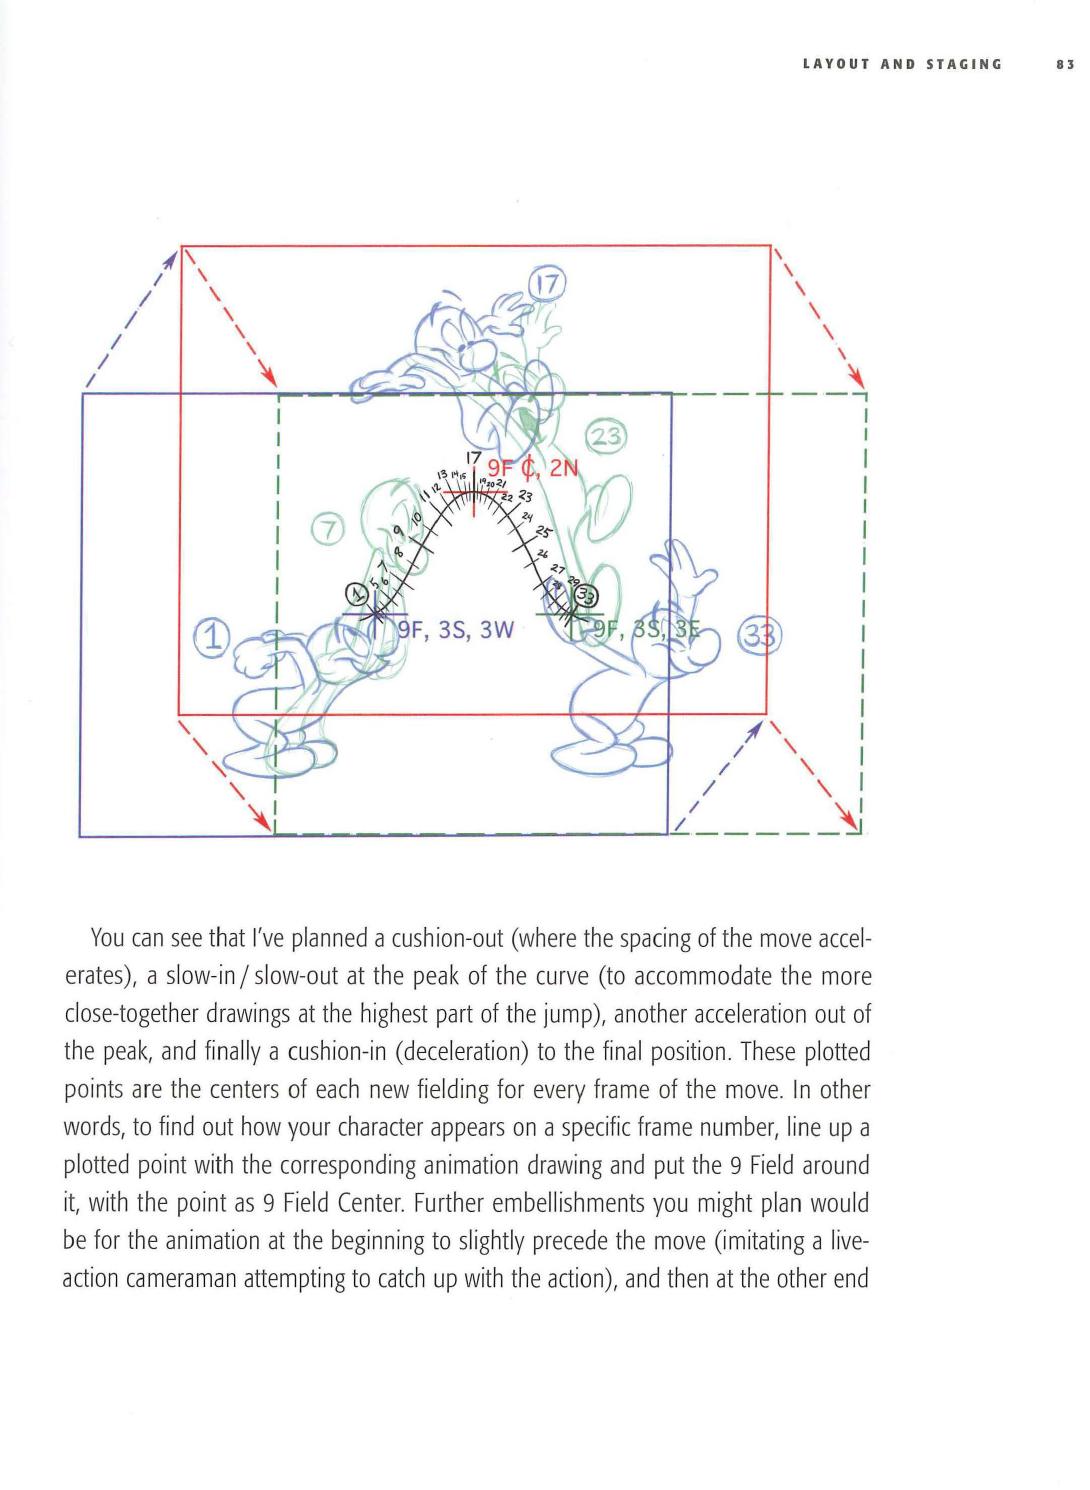 LAYOUT AND STAGING 83
17
23
17
9F ₵, 2N
13 14 15
19 20 21
12
22 23
11
24
10
25
9
7
8
26
7
27
5
6
28
29
1
33
9F, 3S, 3W
9F, 3S, 3E
1
33
You can see that I've planned a cushion-out (where the spacing of the move accel-
erates), a slow-in / slow-out at the peak of the curve (to accommodate the more
close-together drawings at the highest part of the jump), another acceleration out of
the peak, and finally a cushion-in (deceleration) to the final position. These plotted
points are the centers of each new fielding for every frame of the move. In other
words, to find out how your character appears on a specific frame number, line up a
plotted point with the corresponding animation drawing and put the 9 Field around
it, with the point as 9 Field Center. Further embellishments you might plan would
be for the animation at the beginning to slightly precede the move (imitating a live-
action cameraman attempting to catch up with the action), and then at the other end